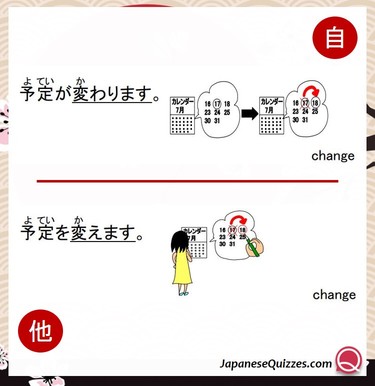 自
よてい か
予定が変わります。
カレンダー
7月
16 17 18
23 24 25
30 31
カレンダー
7月
16 17 18
23 24 25
30 31
change
よてい か
予定を変えます。
カレンダー
7月
16 17 18
23 24 25
30 31
change
他
JapaneseQuizzes.com